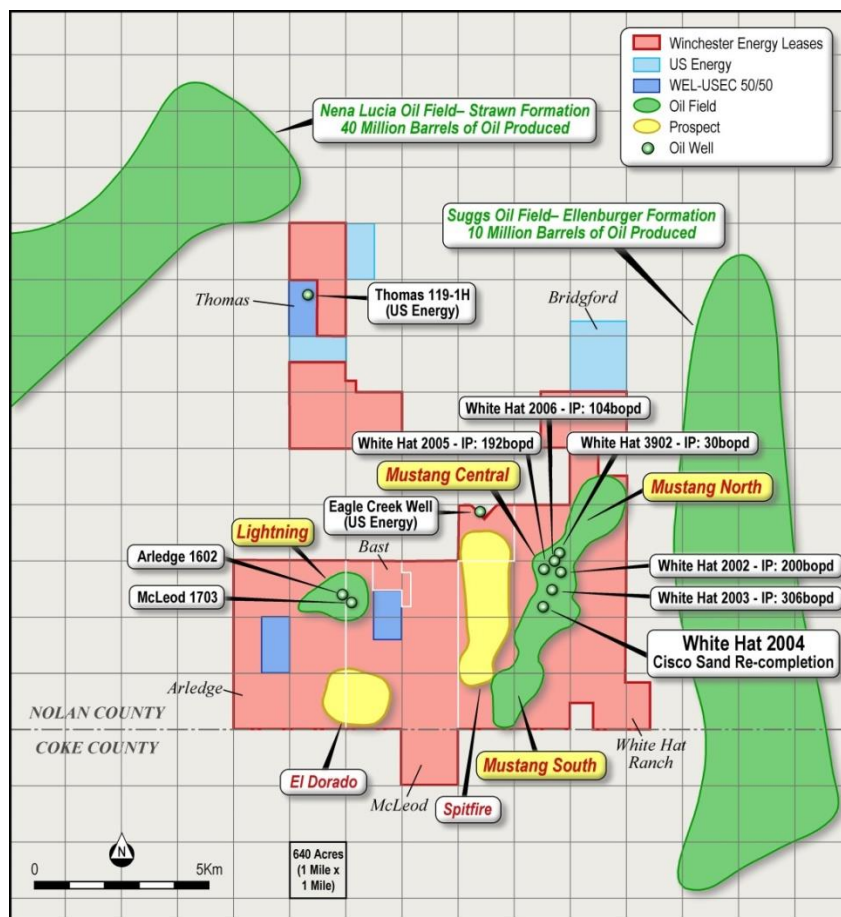 Winchester Energy Leases
US Energy
WEL-USEC 50/50
Oil Field
Prospect
Oil Well
Nena Lucia Oil Field– Strawn Formation
40 Million Barrels of Oil Produced
Suggs Oil Field– Ellenburger Formation
10 Million Barrels of Oil Produced
Thomas
Thomas 119-1H
(US Energy)
Bridgford
White Hat 2006 - IP: 104bopd
White Hat 2005 - IP: 192bopd
White Hat 3902 - IP: 30bopd
Mustang Central
Mustang North
Eagle Creek Well
(US Energy)
Lightning
Bast
Arledge 1602
McLeod 1703
White Hat 2002 - IP: 200bopd
White Hat 2003 - IP: 306bopd
White Hat 2004
Cisco Sand Re-completion
Arledge
NOLAN COUNTY
COKE COUNTY
White Hat
Ranch
El Dorado
McLeod
Spitfire
Mustang South
N
0
5Km
640 Acres
(1 Mile x
1 Mile)